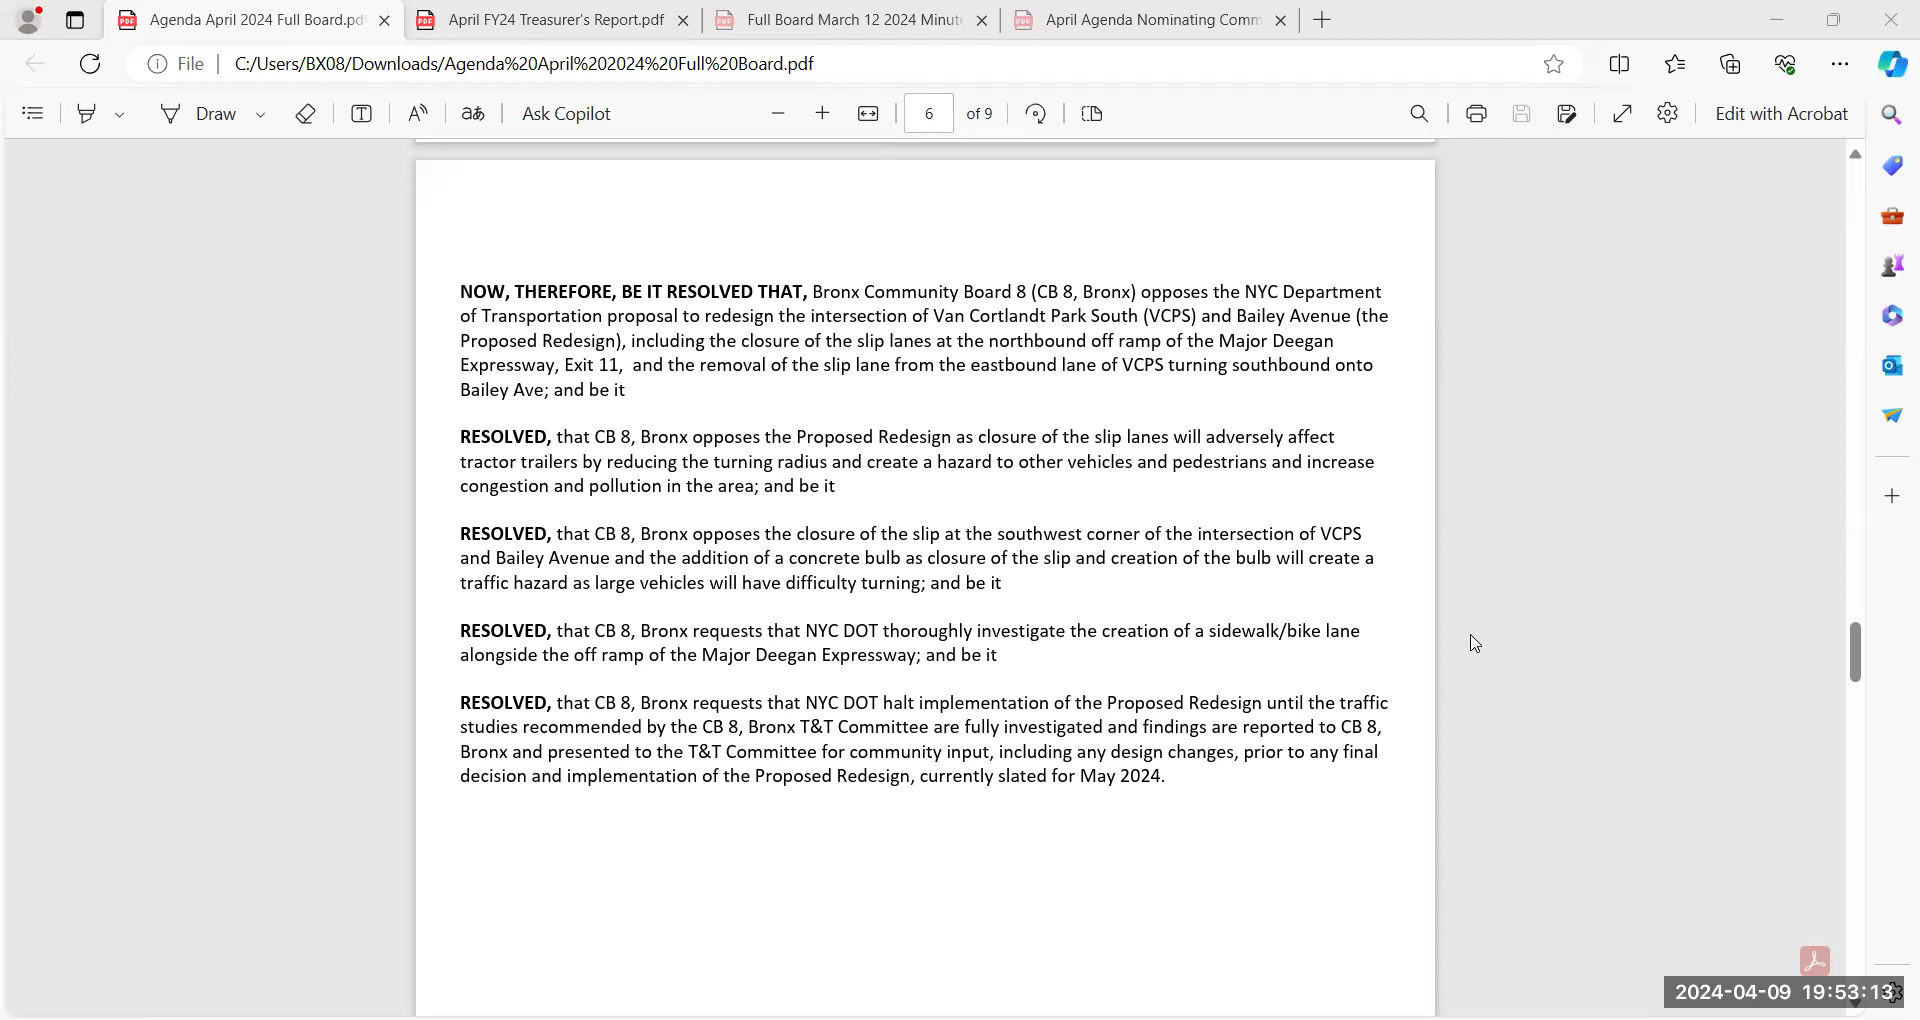 Agenda April 2024 Full Board.pdf
April FY24 Treasurer's Report.pdf
Full Board March 12 2024 Minut
April Agenda Nominating Comm
File
C:/Users/BX08/Downloads/Agenda%20April%202024%20Full%20Board.pdf
Draw
Ask Copilot
6 of 9
Edit with Acrobat
NOW, THEREFORE, BE IT RESOLVED THAT, Bronx Community Board 8 (CB 8, Bronx) opposes the NYC Department
of Transportation proposal to redesign the intersection of Van Cortlandt Park South (VCPS) and Bailey Avenue (the
Proposed Redesign), including the closure of the slip lanes at the northbound off ramp of the Major Deegan
Expressway, Exit 11,  and the removal of the slip lane from the eastbound lane of VCPS turning southbound onto
Bailey Ave; and be it
RESOLVED, that CB 8, Bronx opposes the Proposed Redesign as closure of the slip lanes will adversely affect
tractor trailers by reducing the turning radius and create a hazard to other vehicles and pedestrians and increase
congestion and pollution in the area; and be it
RESOLVED, that CB 8, Bronx opposes the closure of the slip at the southwest corner of the intersection of VCPS
and Bailey Avenue and the addition of a concrete bulb as closure of the slip and creation of the bulb will create a
traffic hazard as large vehicles will have difficulty turning; and be it
RESOLVED, that CB 8, Bronx requests that NYC DOT thoroughly investigate the creation of a sidewalk/bike lane
alongside the off ramp of the Major Deegan Expressway; and be it
RESOLVED, that CB 8, Bronx requests that NYC DOT halt implementation of the Proposed Redesign until the traffic
studies recommended by the CB 8, Bronx T&T Committee are fully investigated and findings are reported to CB 8,
Bronx and presented to the T&T Committee for community input, including any design changes, prior to any final
decision and implementation of the Proposed Redesign, currently slated for May 2024.
2024-04-09 19:53:13